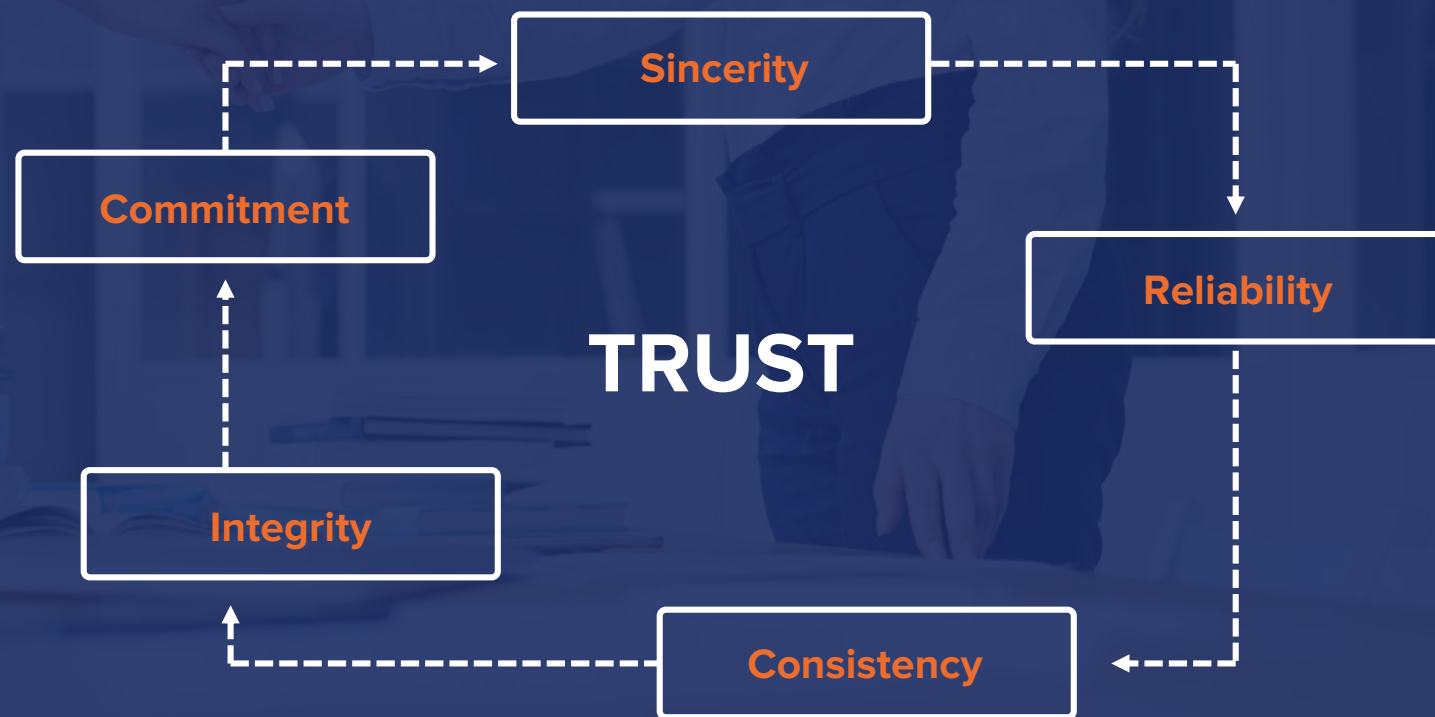 Sincerity
Commitment
Reliability
TRUST
Integrity
Consistency